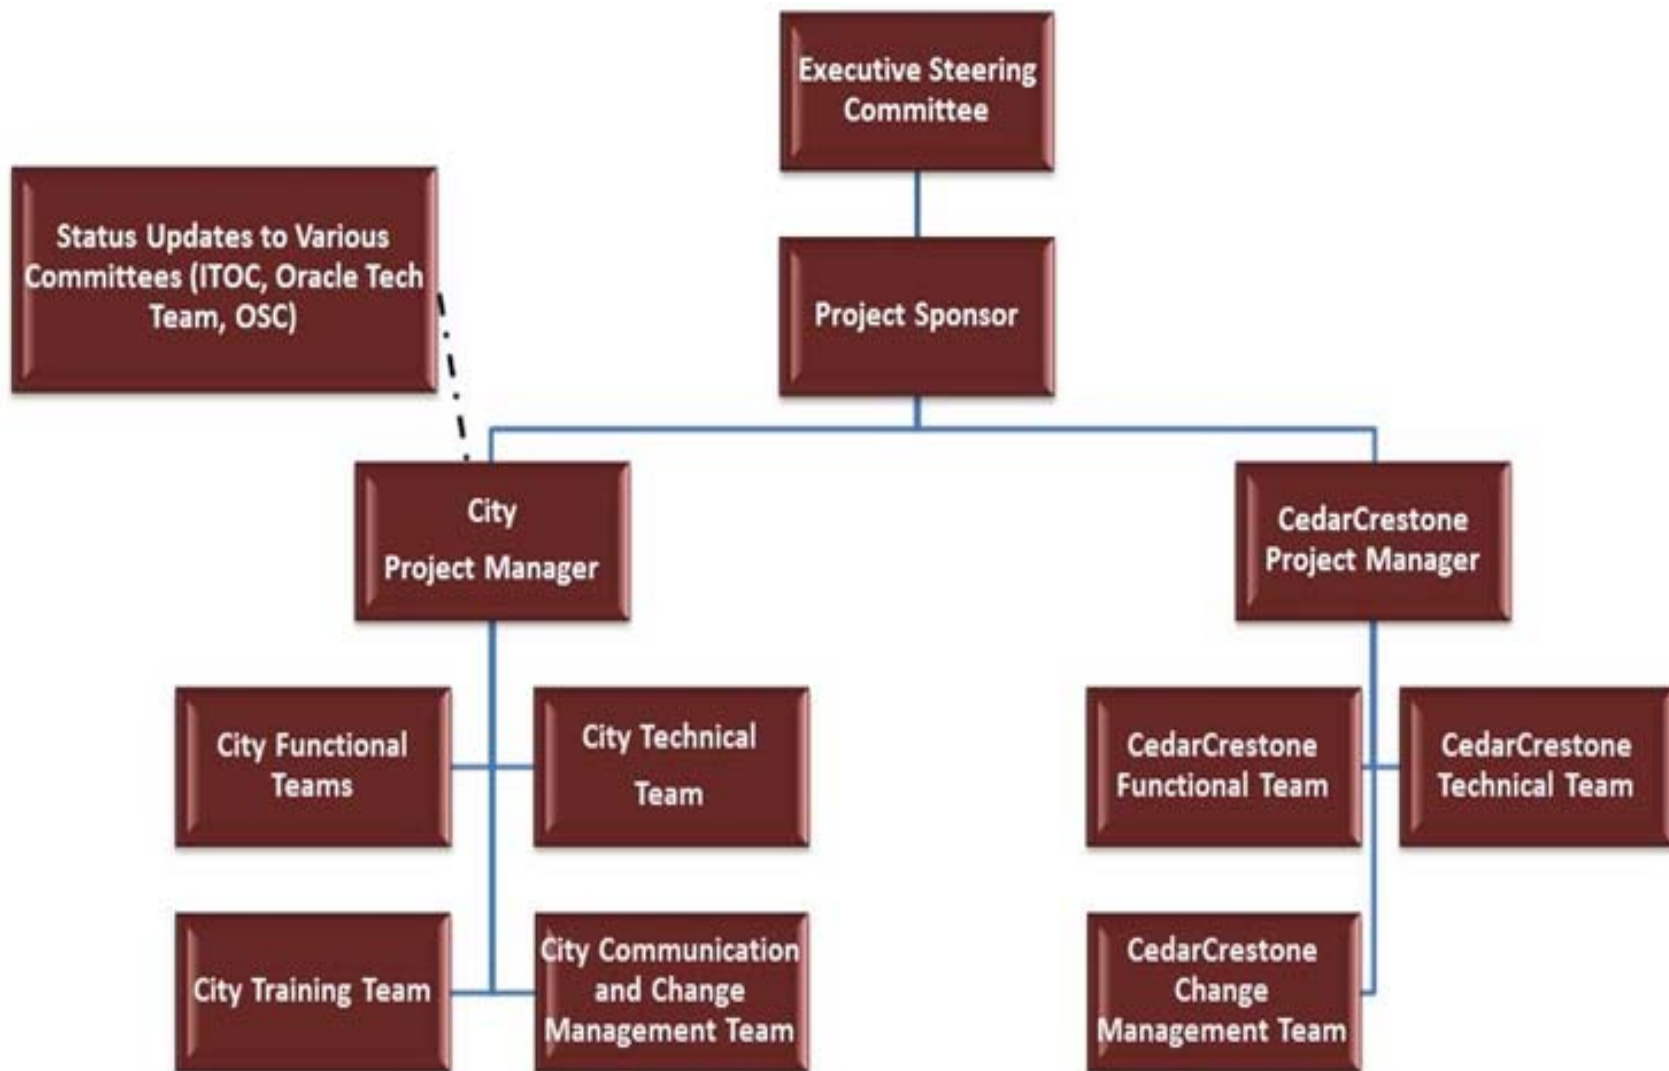 Executive Steering
Committee
Status Updates to Various
Committees (ITOC, Oracle Tech
Team, OSC)
Project Sponsor
City
Project Manager
CedarCrestone
Project Manager
City Functional
Teams
City Technical
Team
CedarCrestone
Functional Team
CedarCrestone
Technical Team
City Training Team
City Communication
and Change
Management Team
CedarCrestone
Change
Management Team